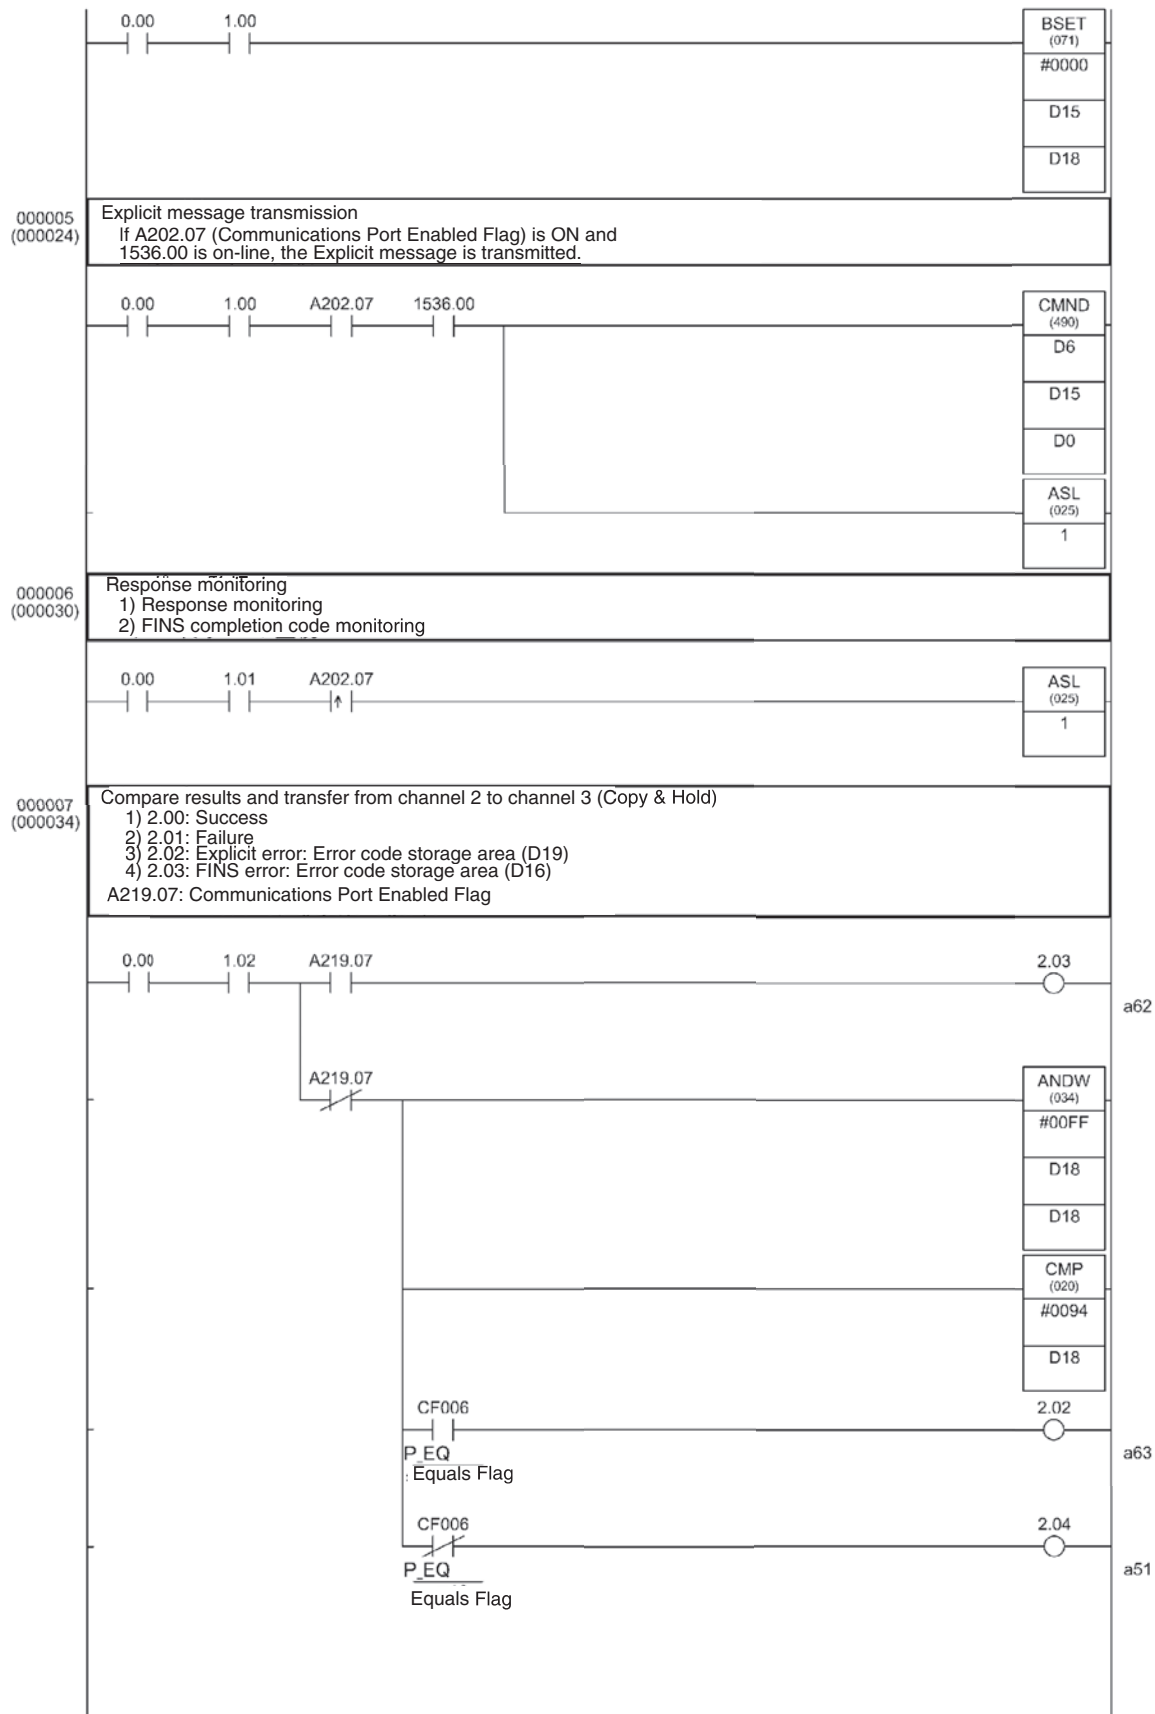 0.00 1.00
BSET
(071)
#0000
D15
D18
000005
(000024)
Explicit message transmission
If A202.07 (Communications Port Enabled Flag) is ON and
1536.00 is on-line, the Explicit message is transmitted.
0.00 1.00 A202.07 1536.00
CMND
(490)
D6
D15
D0
ASL
(025)
1
000006
(000030)
Response monitoring
1) Response monitoring
2) FINS completion code monitoring
0.00 1.01 A202.07
ASL
(025)
1
000007
(000034)
Compare results and transfer from channel 2 to channel 3 (Copy & Hold)
1) 2.00: Success
2) 2.01: Failure
3) 2.02: Explicit error: Error code storage area (D19)
4) 2.03: FINS error: Error code storage area (D16)
A219.07: Communications Port Enabled Flag
0.00 1.02 A219.07 2.03
a62
A219.07
ANDW
(034)
#00FF
D18
D18
CMP
(020)
#0094
D18
CF006 2.02
P_EQ a63
Equals Flag
CF006 2.04
P_EQ a51
Equals Flag